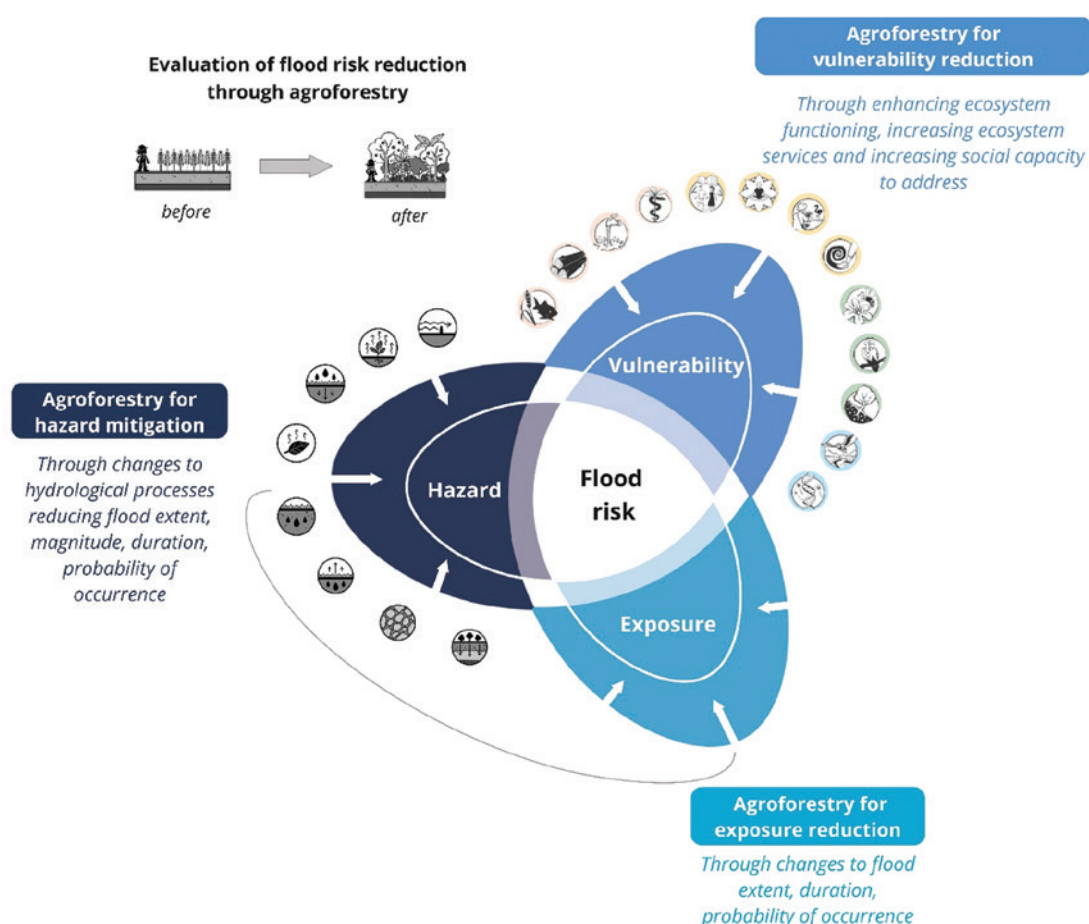 Evaluation of flood risk reduction
through agroforestry
before
after
Agroforestry for
vulnerability reduction
Through enhancing ecosystem
functioning, increasing ecosystem
services and increasing social capacity
to address
Vulnerability
Agroforestry for
hazard mitigation
Through changes to
hydrological processes
reducing flood extent,
magnitude, duration,
probability of
occurrence
Hazard
Flood
risk
Exposure
Agroforestry for
exposure reduction
Through changes to flood
extent, duration,
probability of occurrence